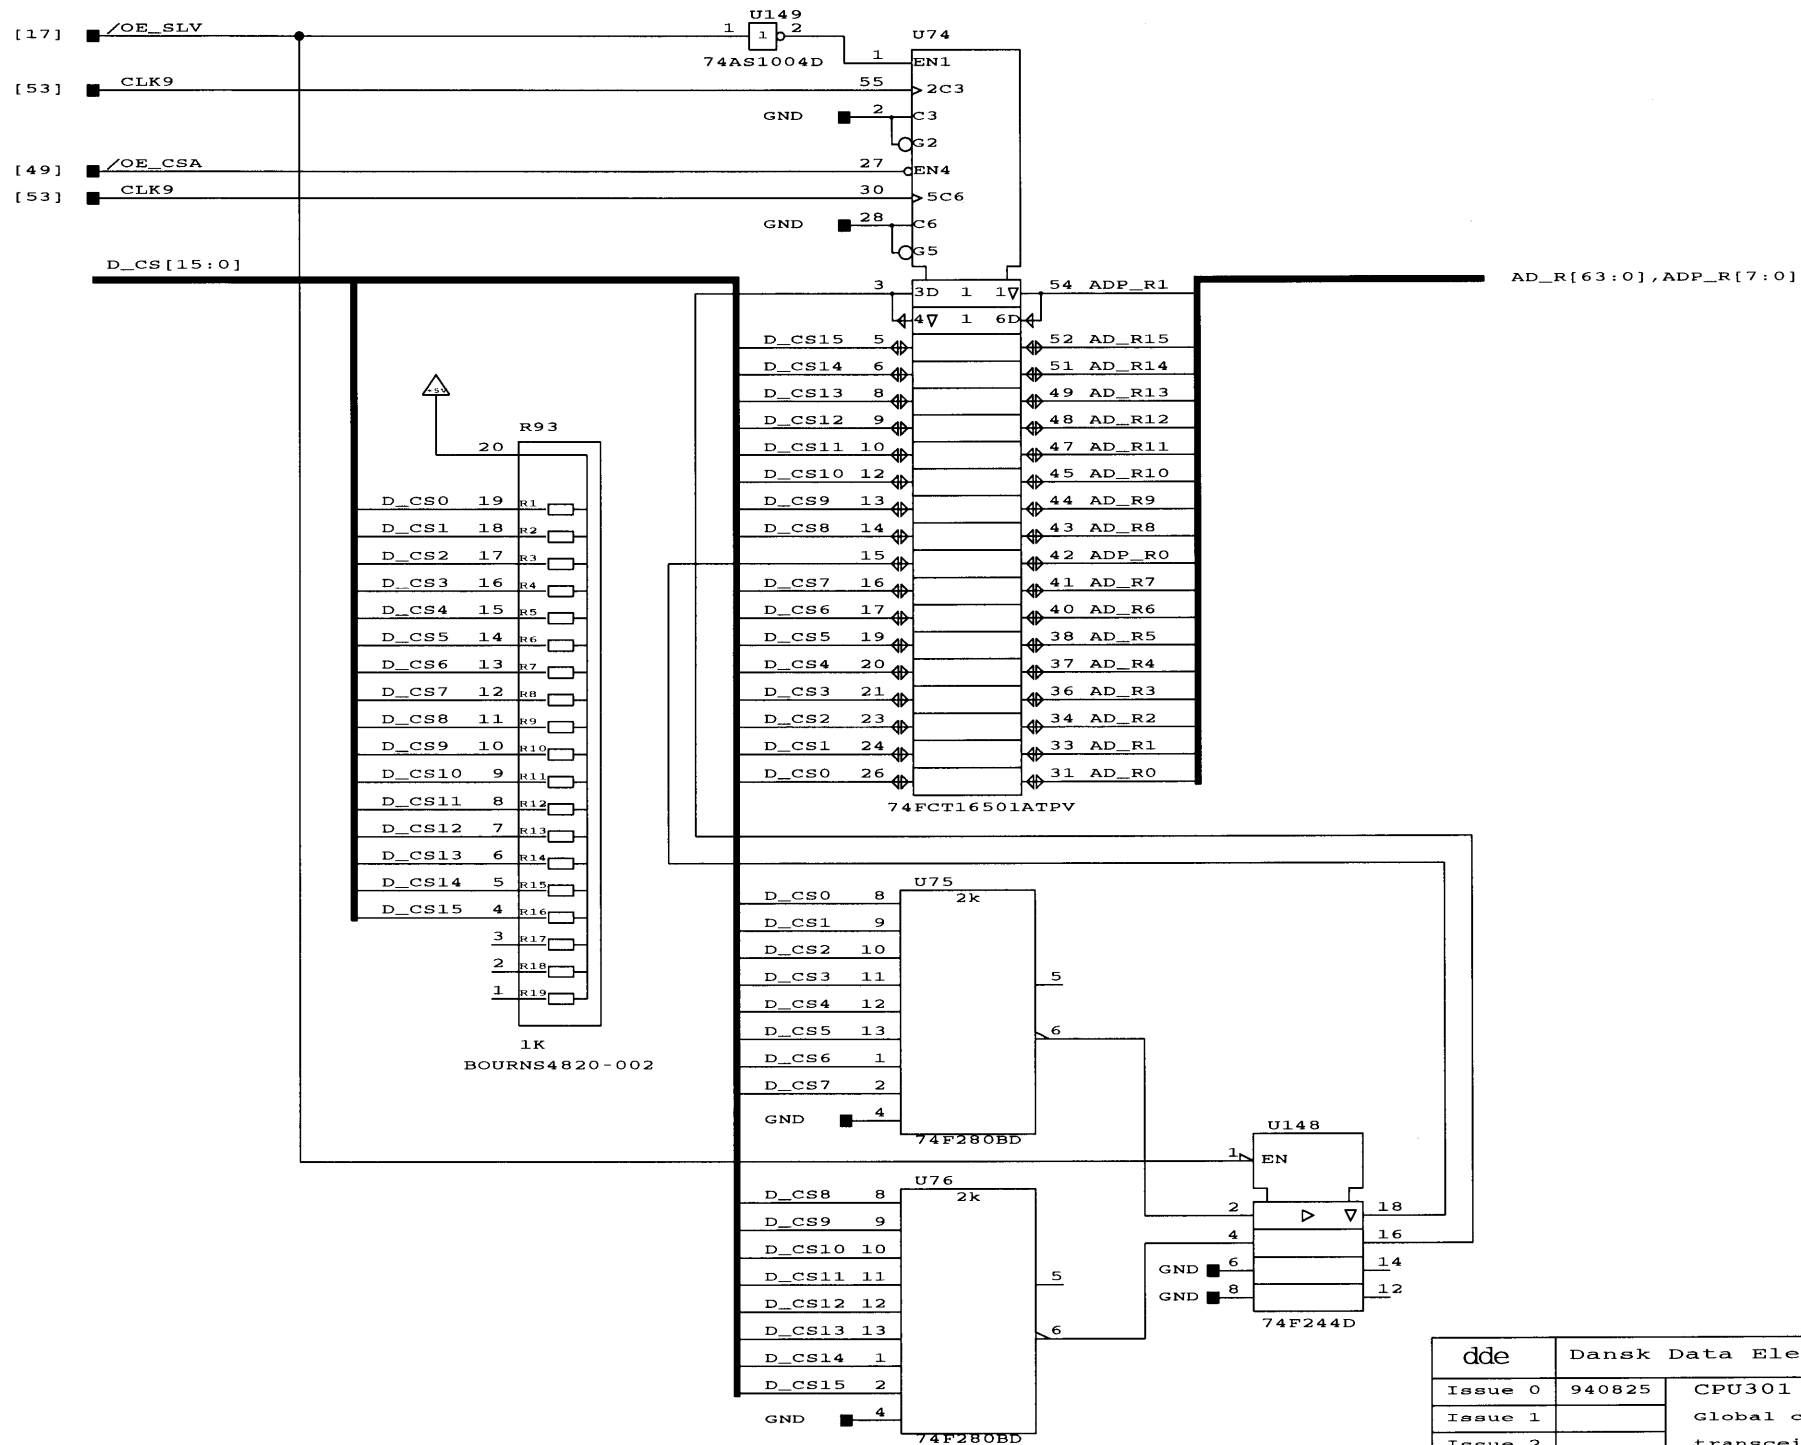 U149
[17] /OE_SLV 1 1 2
74AS1004D
U74
1 EN1
[53] CLK9 55 2C3
GND 2 C3
G2
[49] /OE_CSA 27 EN4
[53] CLK9 30 5C6
GND 28 C6
G5
D_CS[15:0]
AD_R[63:0],ADP_R[7:0]
3 3D 1 1 54 ADP_R1
4 1 6D
D_CS15 5 52 AD_R15
D_CS14 6 51 AD_R14
D_CS13 8 49 AD_R13
D_CS12 9 48 AD_R12
D_CS11 10 47 AD_R11
D_CS10 12 45 AD_R10
D_CS9 13 44 AD_R9
D_CS8 14 43 AD_R8
15 42 ADP_R0
D_CS7 16 41 AD_R7
D_CS6 17 40 AD_R6
D_CS5 19 38 AD_R5
D_CS4 20 37 AD_R4
D_CS3 21 36 AD_R3
D_CS2 23 34 AD_R2
D_CS1 24 33 AD_R1
D_CS0 26 31 AD_R0
74FCT16501ATPV
+5V
R93
20
D_CS0 19 R1
D_CS1 18 R2
D_CS2 17 R3
D_CS3 16 R4
D_CS4 15 R5
D_CS5 14 R6
D_CS6 13 R7
D_CS7 12 R8
D_CS8 11 R9
D_CS9 10 R10
D_CS10 9 R11
D_CS11 8 R12
D_CS12 7 R13
D_CS13 6 R14
D_CS14 5 R15
D_CS15 4 R16
3 R17
2 R18
1 R19
1K
BOURNS4820-002
U75
2k
D_CS0 8
D_CS1 9
D_CS2 10
D_CS3 11 5
D_CS4 12
D_CS5 13 6
D_CS6 1
D_CS7 2
GND 4
74F280BD
U76
2k
D_CS8 8
D_CS9 9
D_CS10 10
D_CS11 11 5
D_CS12 12
D_CS13 13 6
D_CS14 1
D_CS15 2
GND 4
74F280BD
U148
1 EN
2 18
4 16
GND 6 14
GND 8 12
74F244D
dde Dansk Data Ele
Issue 0 940825 CPU301
Issue 1 Global c
Issue 2 transcei